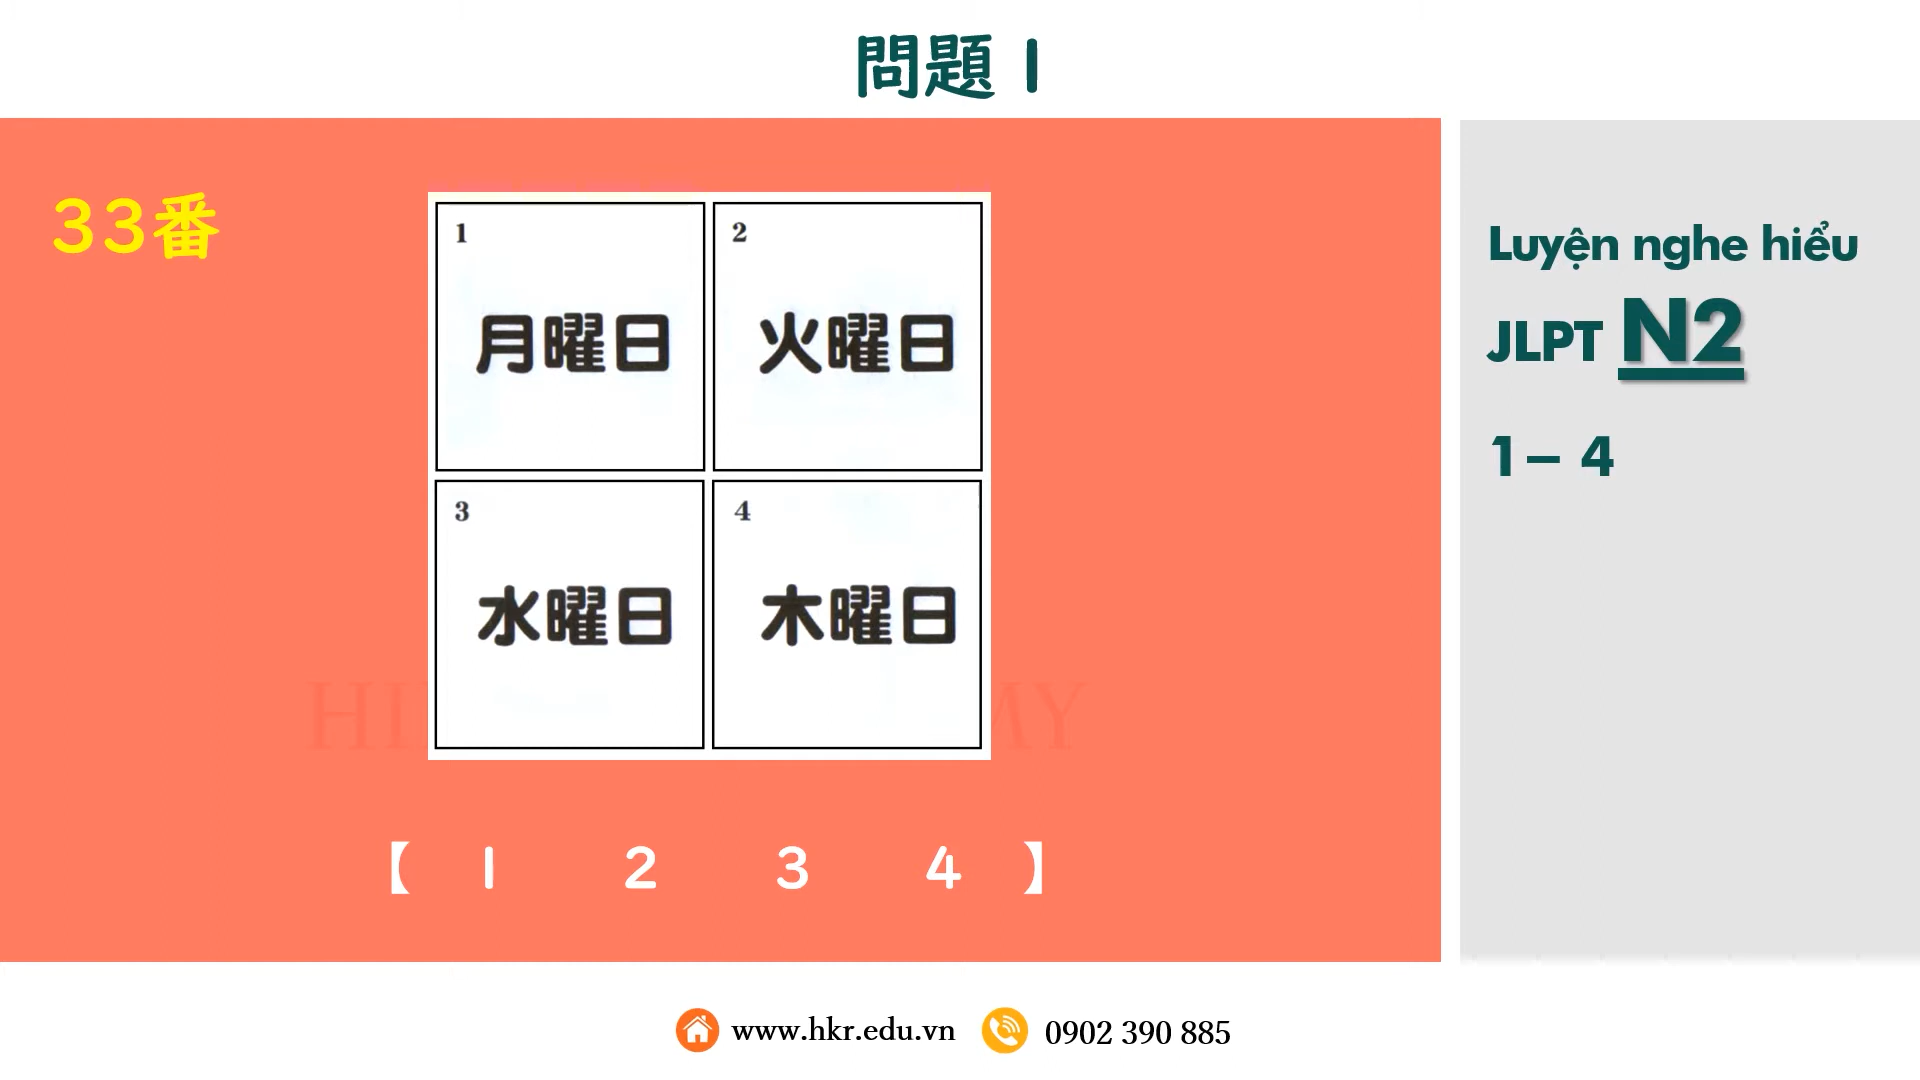 問題 1
33番
1
月曜日
2
火曜日
3
水曜日
4
木曜日
【 1 2 3 4 】
Luyện nghe hiểu
JLPT N2
1 – 4
www.hkr.edu.vn
0902 390 885